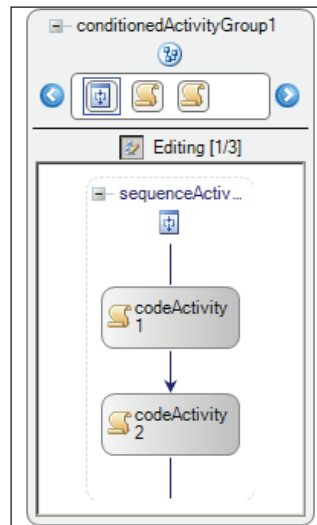 conditionedActivityGroup1
Editing [1/3]
sequenceActiv...
codeActivity
1
codeActivity
2